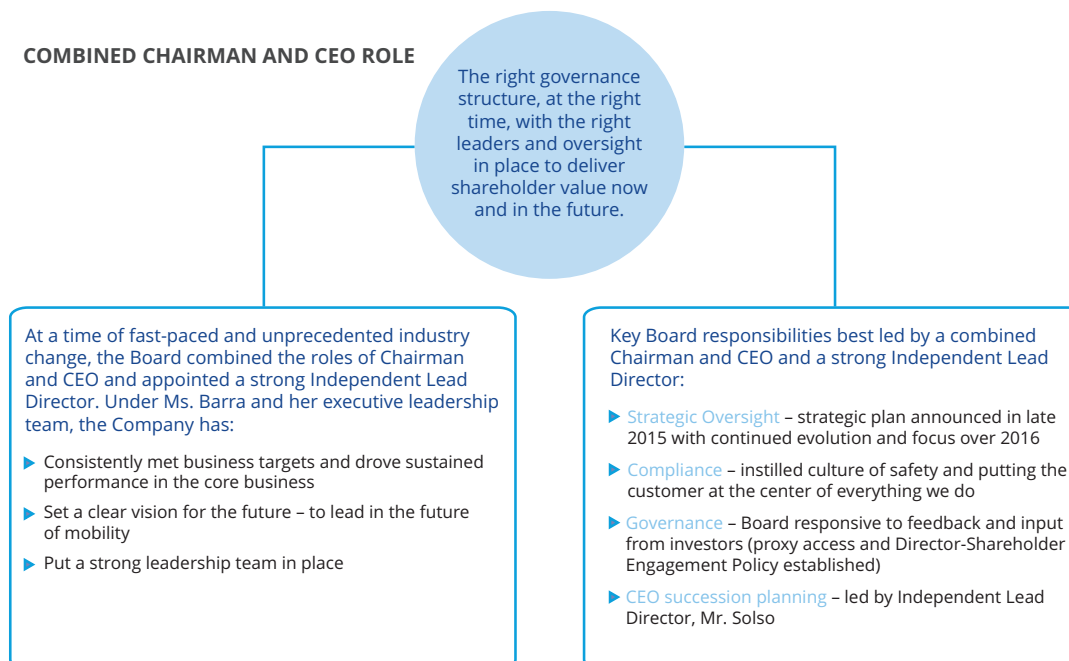 COMBINED CHAIRMAN AND CEO ROLE
The right governance
structure, at the right
time, with the right
leaders and oversight
in place to deliver
shareholder value now
and in the future.
At a time of fast-paced and unprecedented industry
change, the Board combined the roles of Chairman
and CEO and appointed a strong Independent Lead
Director. Under Ms. Barra and her executive leadership
team, the Company has:
Consistently met business targets and drove sustained
performance in the core business
Set a clear vision for the future – to lead in the future
of mobility
Put a strong leadership team in place
Key Board responsibilities best led by a combined
Chairman and CEO and a strong Independent Lead
Director:
Strategic Oversight – strategic plan announced in late
2015 with continued evolution and focus over 2016
Compliance – instilled culture of safety and putting the
customer at the center of everything we do
Governance – Board responsive to feedback and input
from investors (proxy access and Director-Shareholder
Engagement Policy established)
CEO succession planning – led by Independent Lead
Director, Mr. Solso